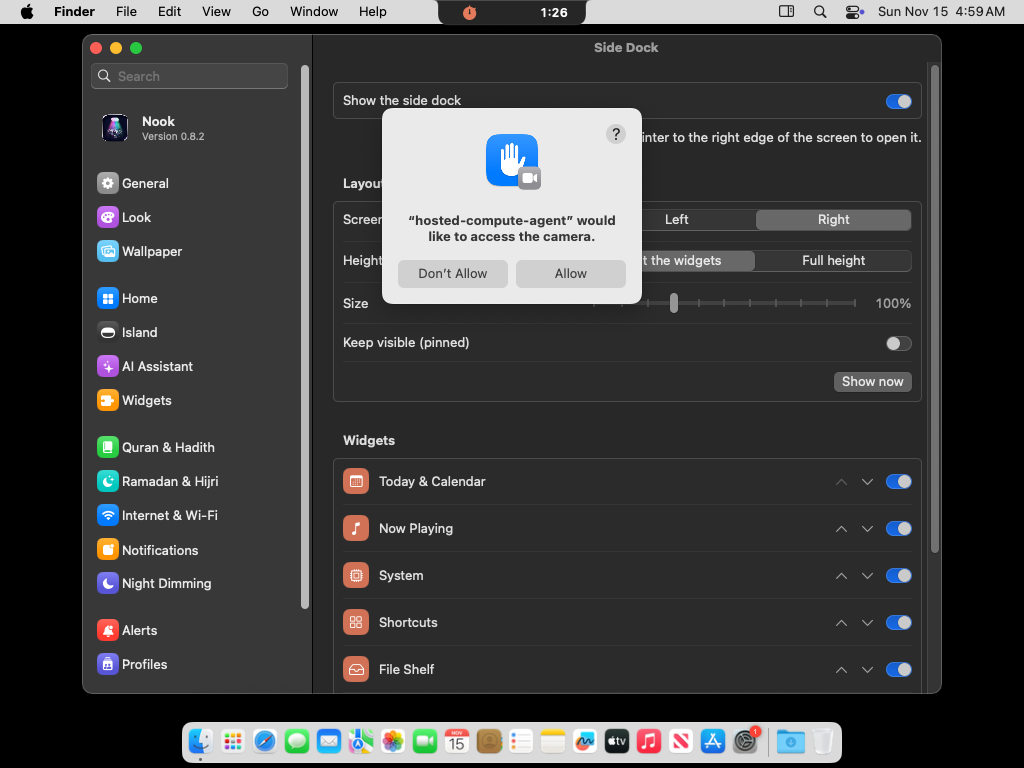 Finder File Edit View Go Window Help 1:26 Sun Nov 15 4:59 AM
Side Dock
Search
Nook
Version 0.8.2
General
Look
Wallpaper
Home
Island
AI Assistant
Widgets
Quran & Hadith
Ramadan & Hijri
Internet & Wi-Fi
Notifications
Night Dimming
Alerts
Profiles
Show the side dock
inter to the right edge of the screen to open it.
?
“hosted-compute-agent” would
like to access the camera.
Don’t Allow Allow
Layou
Screen Left Right
Height t the widgets Full height
Size 100%
Keep visible (pinned)
Show now
Widgets
Today & Calendar
Now Playing
System
Shortcuts
File Shelf
NOV
15
tv
1